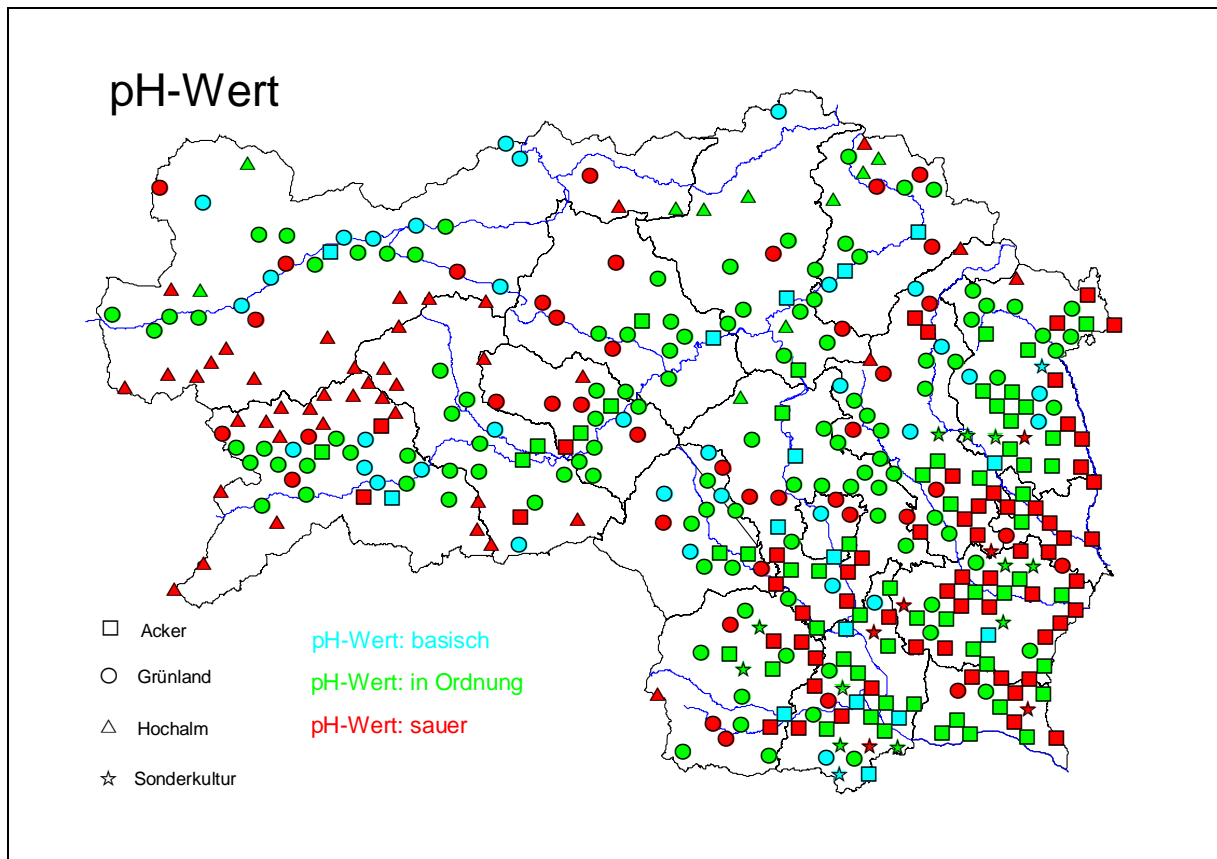 pH-Wert
Acker
Grünland
Hochalm
Sonderkultur
pH-Wert: basisch
pH-Wert: in Ordnung
pH-Wert: sauer